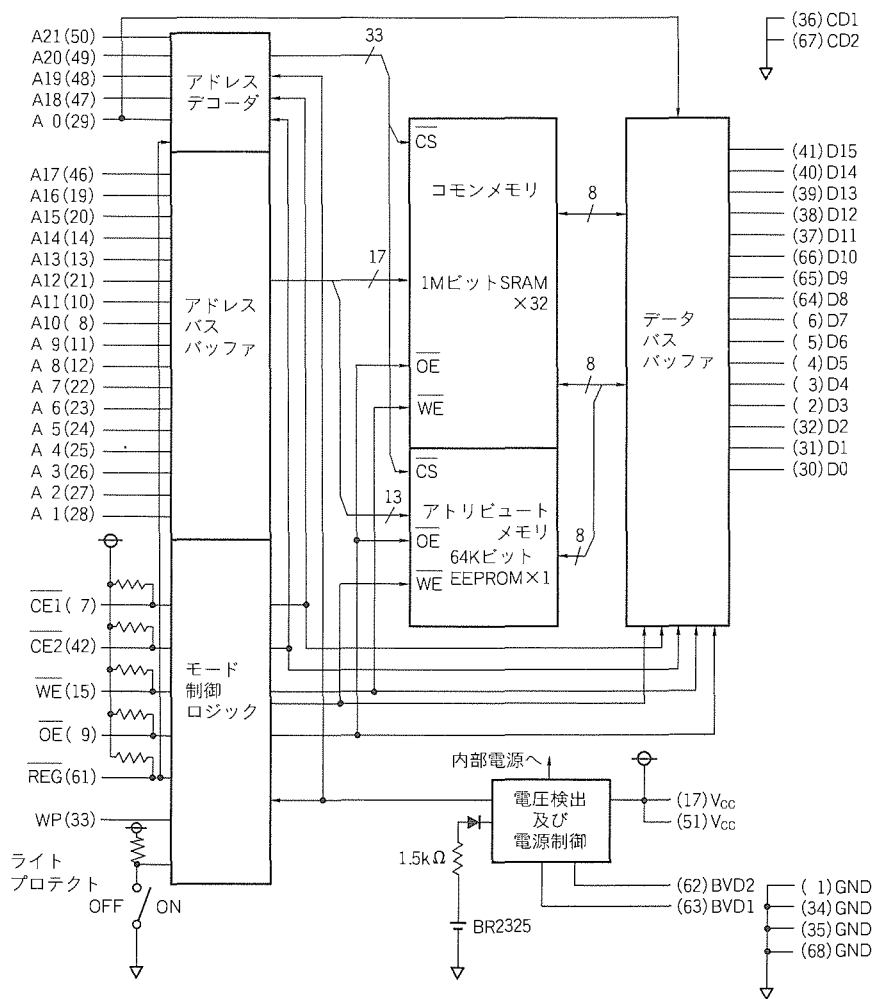 A21(50)
A20(49)
A19(48)
A18(47)
A 0(29)
アドレス
デコーダ
33
(36)CD1
(67)CD2
A17(46)
A16(19)
A15(20)
A14(14)
A13(13)
A12(21)
A11(10)
A10( 8)
A 9(11)
A 8(12)
A 7(22)
A 6(23)
A 5(24)
A 4(25)
A 3(26)
A 2(27)
A 1(28)
アドレス
バス
バッファ
17
13
CS
コモンメモリ
1MビットSRAM
×32
OE
WE
CS
アトリビュート
メモリ
OE
64Kビット
WE EEPROM×1
8
8
8
データ
バス
バッファ
(41)D15
(40)D14
(39)D13
(38)D12
(37)D11
(66)D10
(65)D9
(64)D8
( 6)D7
( 5)D6
( 4)D5
( 3)D4
( 2)D3
(32)D2
(31)D1
(30)D0
CE1( 7)
CE2(42)
WE(15)
OE( 9)
REG(61)
WP(33)
モード
制御
ロジック
ライト
プロテクト
OFF ON
内部電源へ
電圧検出
及び
電源制御
1.5kΩ
BR2325
(17)Vcc
(51)Vcc
(62)BVD2
(63)BVD1
( 1)GND
(34)GND
(35)GND
(68)GND